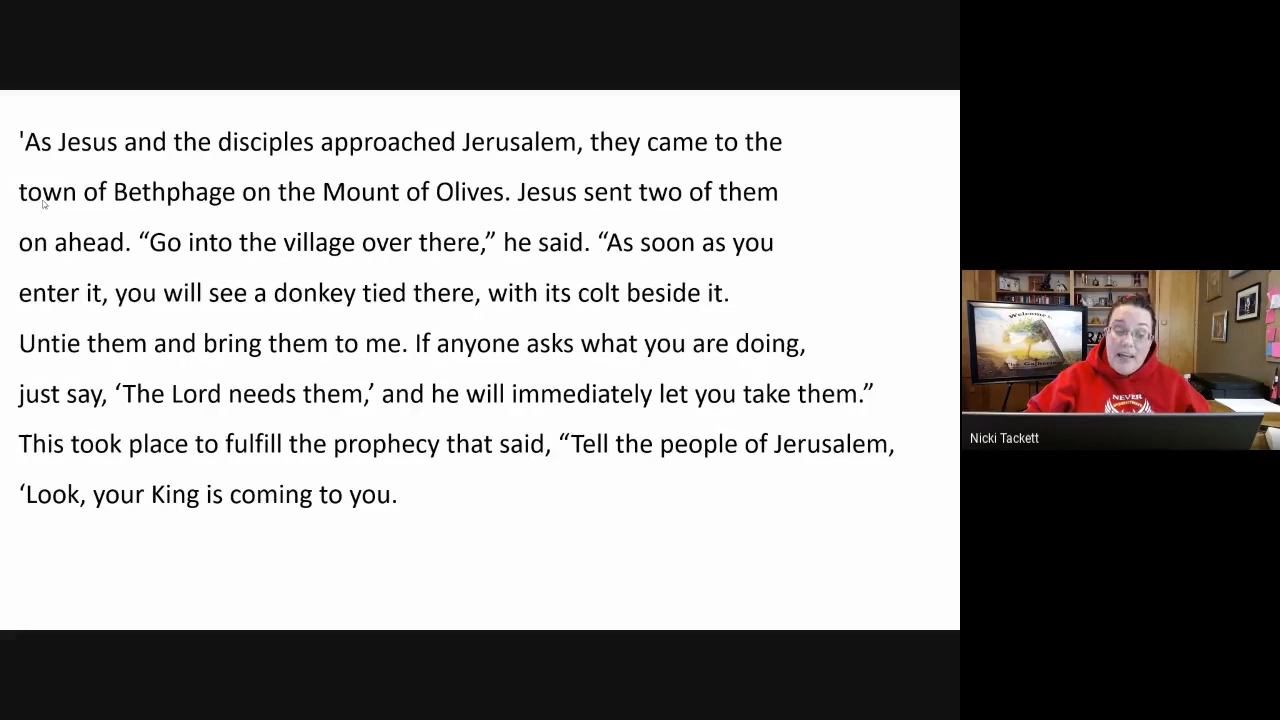 'As Jesus and the disciples approached Jerusalem, they came to the
town of Bethphage on the Mount of Olives. Jesus sent two of them
on ahead. “Go into the village over there,” he said. “As soon as you
enter it, you will see a donkey tied there, with its colt beside it.
Untie them and bring them to me. If anyone asks what you are doing,
just say, ‘The Lord needs them,’ and he will immediately let you take them.”
This took place to fulfill the prophecy that said, “Tell the people of Jerusalem,
‘Look, your King is coming to you.
Welcome
The Gathering
NEVER
Nicki Tackett